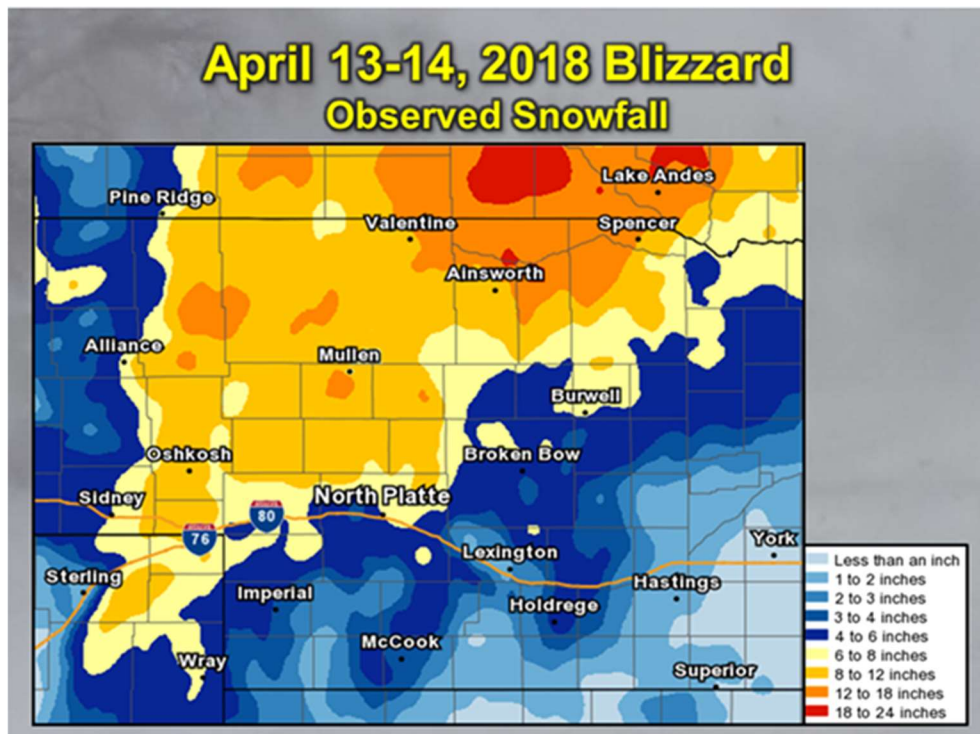 April 13-14, 2018 Blizzard
Observed Snowfall
Lake Andes
Pine Ridge
Valentine
Spencer
Ainsworth
Alliance
Mullen
Burwell
Oshkosh
Broken Bow
Sidney
North Platte
80
76
York
Lexington
Sterling
Hastings
Imperial
Holdrege
McCook
Wray
Superior
Less than an inch
1 to 2 inches
2 to 3 inches
3 to 4 inches
4 to 6 inches
6 to 8 inches
8 to 12 inches
12 to 18 inches
18 to 24 inches